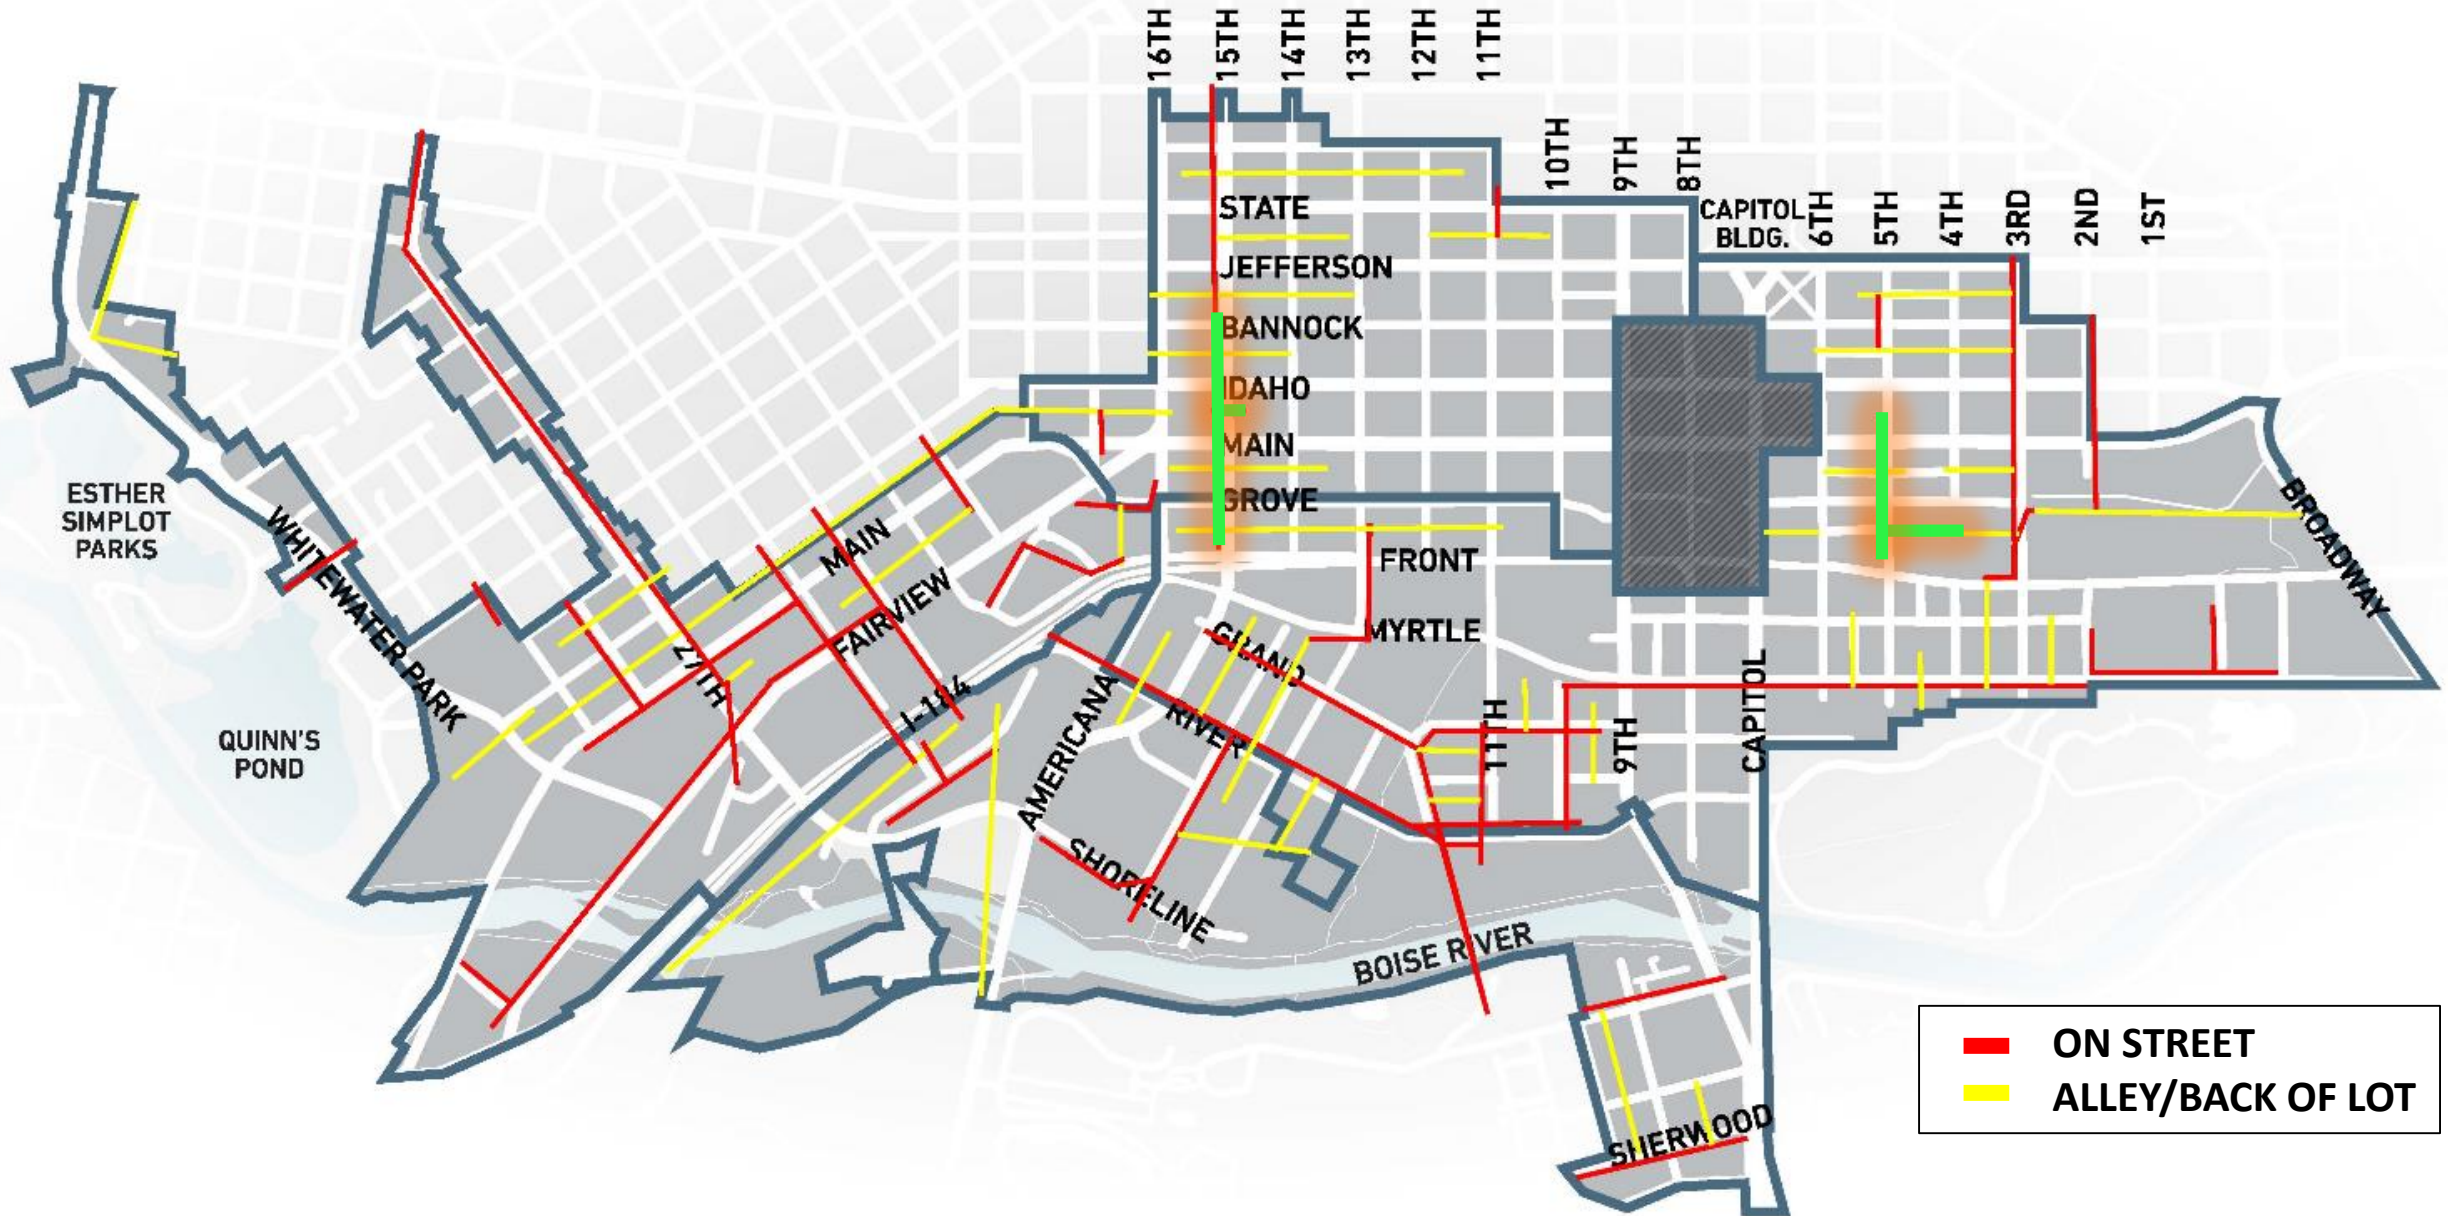 16TH
15TH
14TH
13TH
12TH
11TH
10TH
9TH
8TH
CAPITOL
BLDG.
6TH
5TH
4TH
3RD
2ND
1ST
STATE
JEFFERSON
BANNOCK
IDAHO
MAIN
GROVE
FRONT
MYRTLE
GRAND
RIVER
AMERICANA
SHORELINE
BOISE RIVER
11TH
9TH
CAPITOL
BROADWAY
SHERWOOD
MAIN
FAIRVIEW
I-184
27TH
WHITEWATER PARK
ESTHER
SIMPLOT
PARKS
QUINN'S
POND
ON STREET
ALLEY/BACK OF LOT